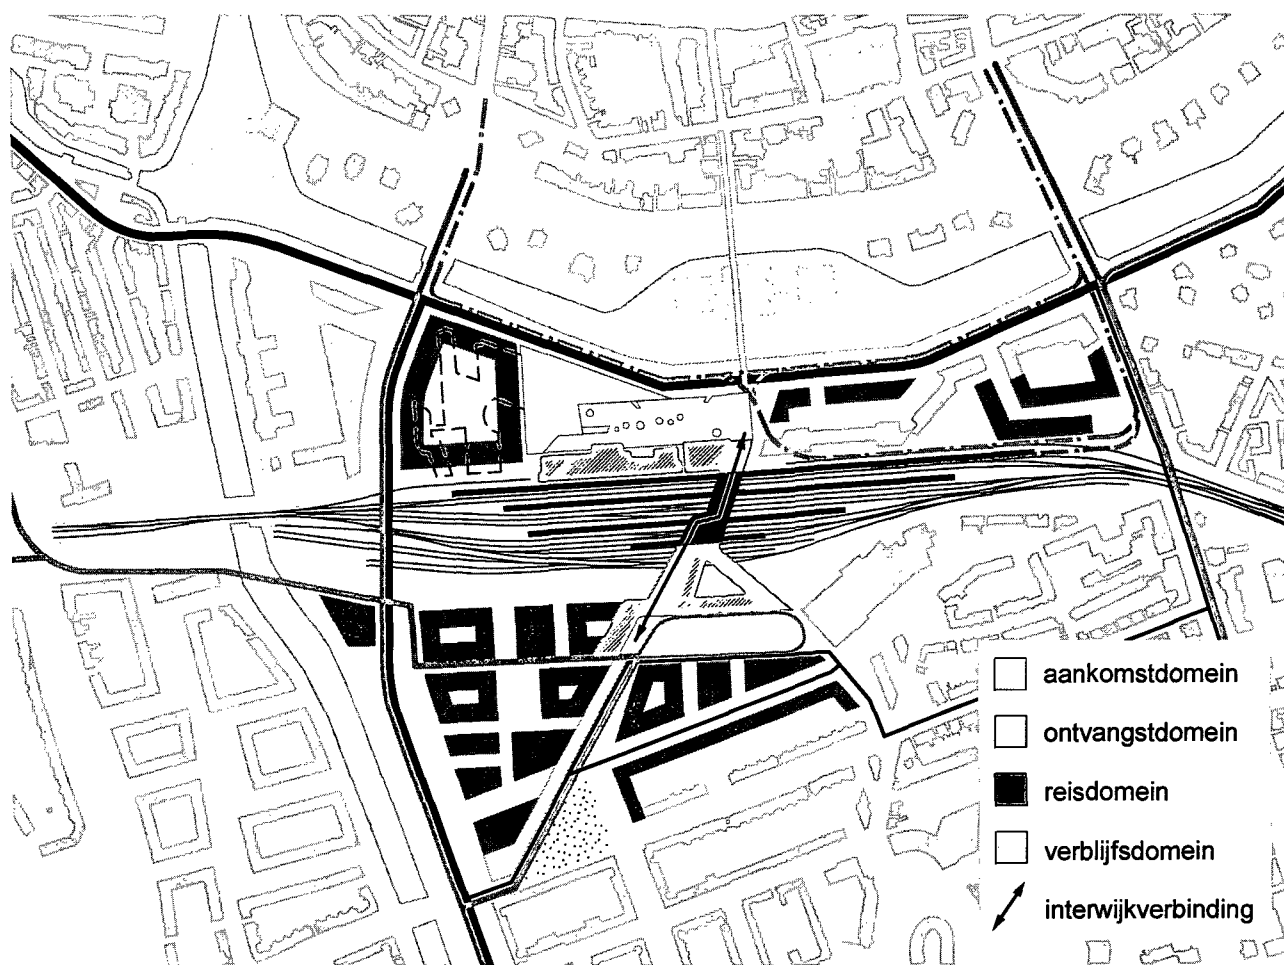 aankomstdomein
ontvangstdomein
reisdomein
verblijfsdomein
interwijkverbinding